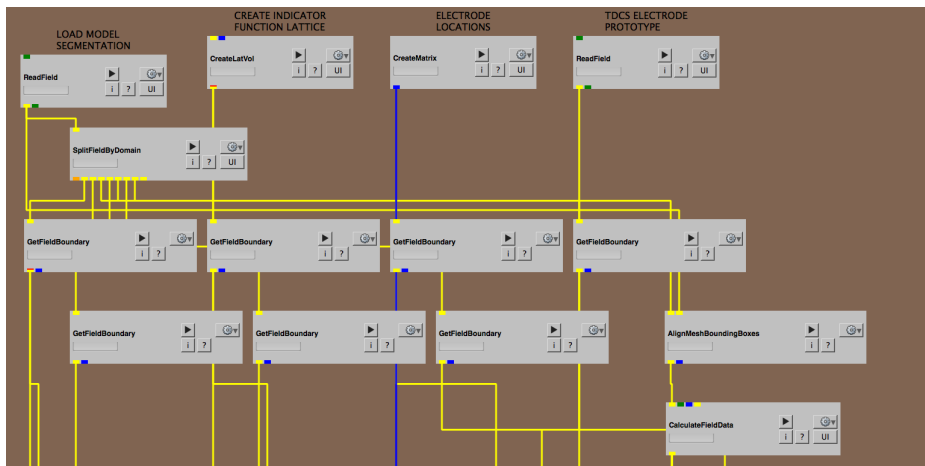 CREATE INDICATOR
FUNCTION LATTICE
ELECTRODE
LOCATIONS
TDCS ELECTRODE
PROTOTYPE
LOAD MODEL
SEGMENTATION
ReadField
i ? UI
CreateLatVol
i ? UI
CreateMatrix
i ? UI
ReadField
i ? UI
SplitFieldByDomain
i ? UI
GetFieldBoundary
i ?
GetFieldBoundary
i ?
GetFieldBoundary
i ?
GetFieldBoundary
i ?
GetFieldBoundary
i ?
GetFieldBoundary
i ?
GetFieldBoundary
i ?
AlignMeshBoundingBoxes
i ?
CalculateFieldData
i ? UI